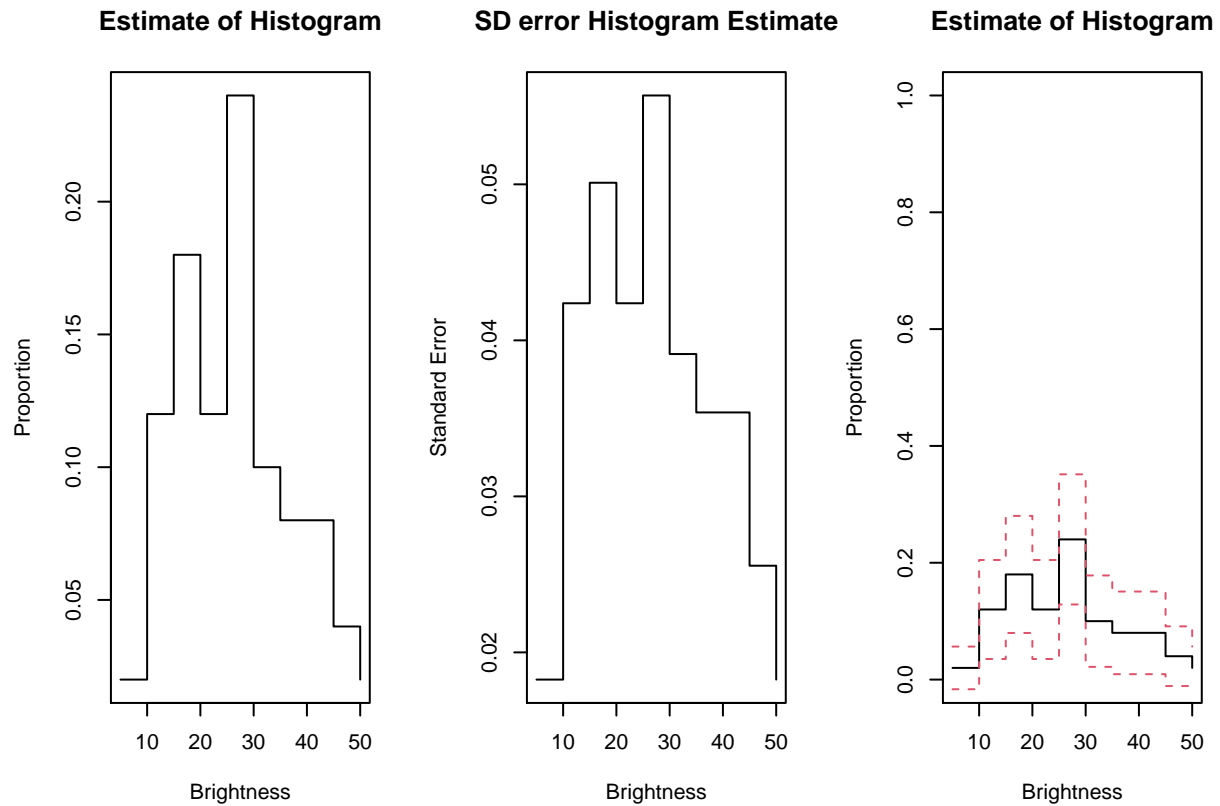 Estimate of Histogram
Proportion
0.05
0.10
0.15
0.20
10 20 30 40 50
Brightness
SD error Histogram Estimate
Standard Error
0.02
0.03
0.04
0.05
10 20 30 40 50
Brightness
Estimate of Histogram
Proportion
0.0
0.2
0.4
0.6
0.8
1.0
10 20 30 40 50
Brightness